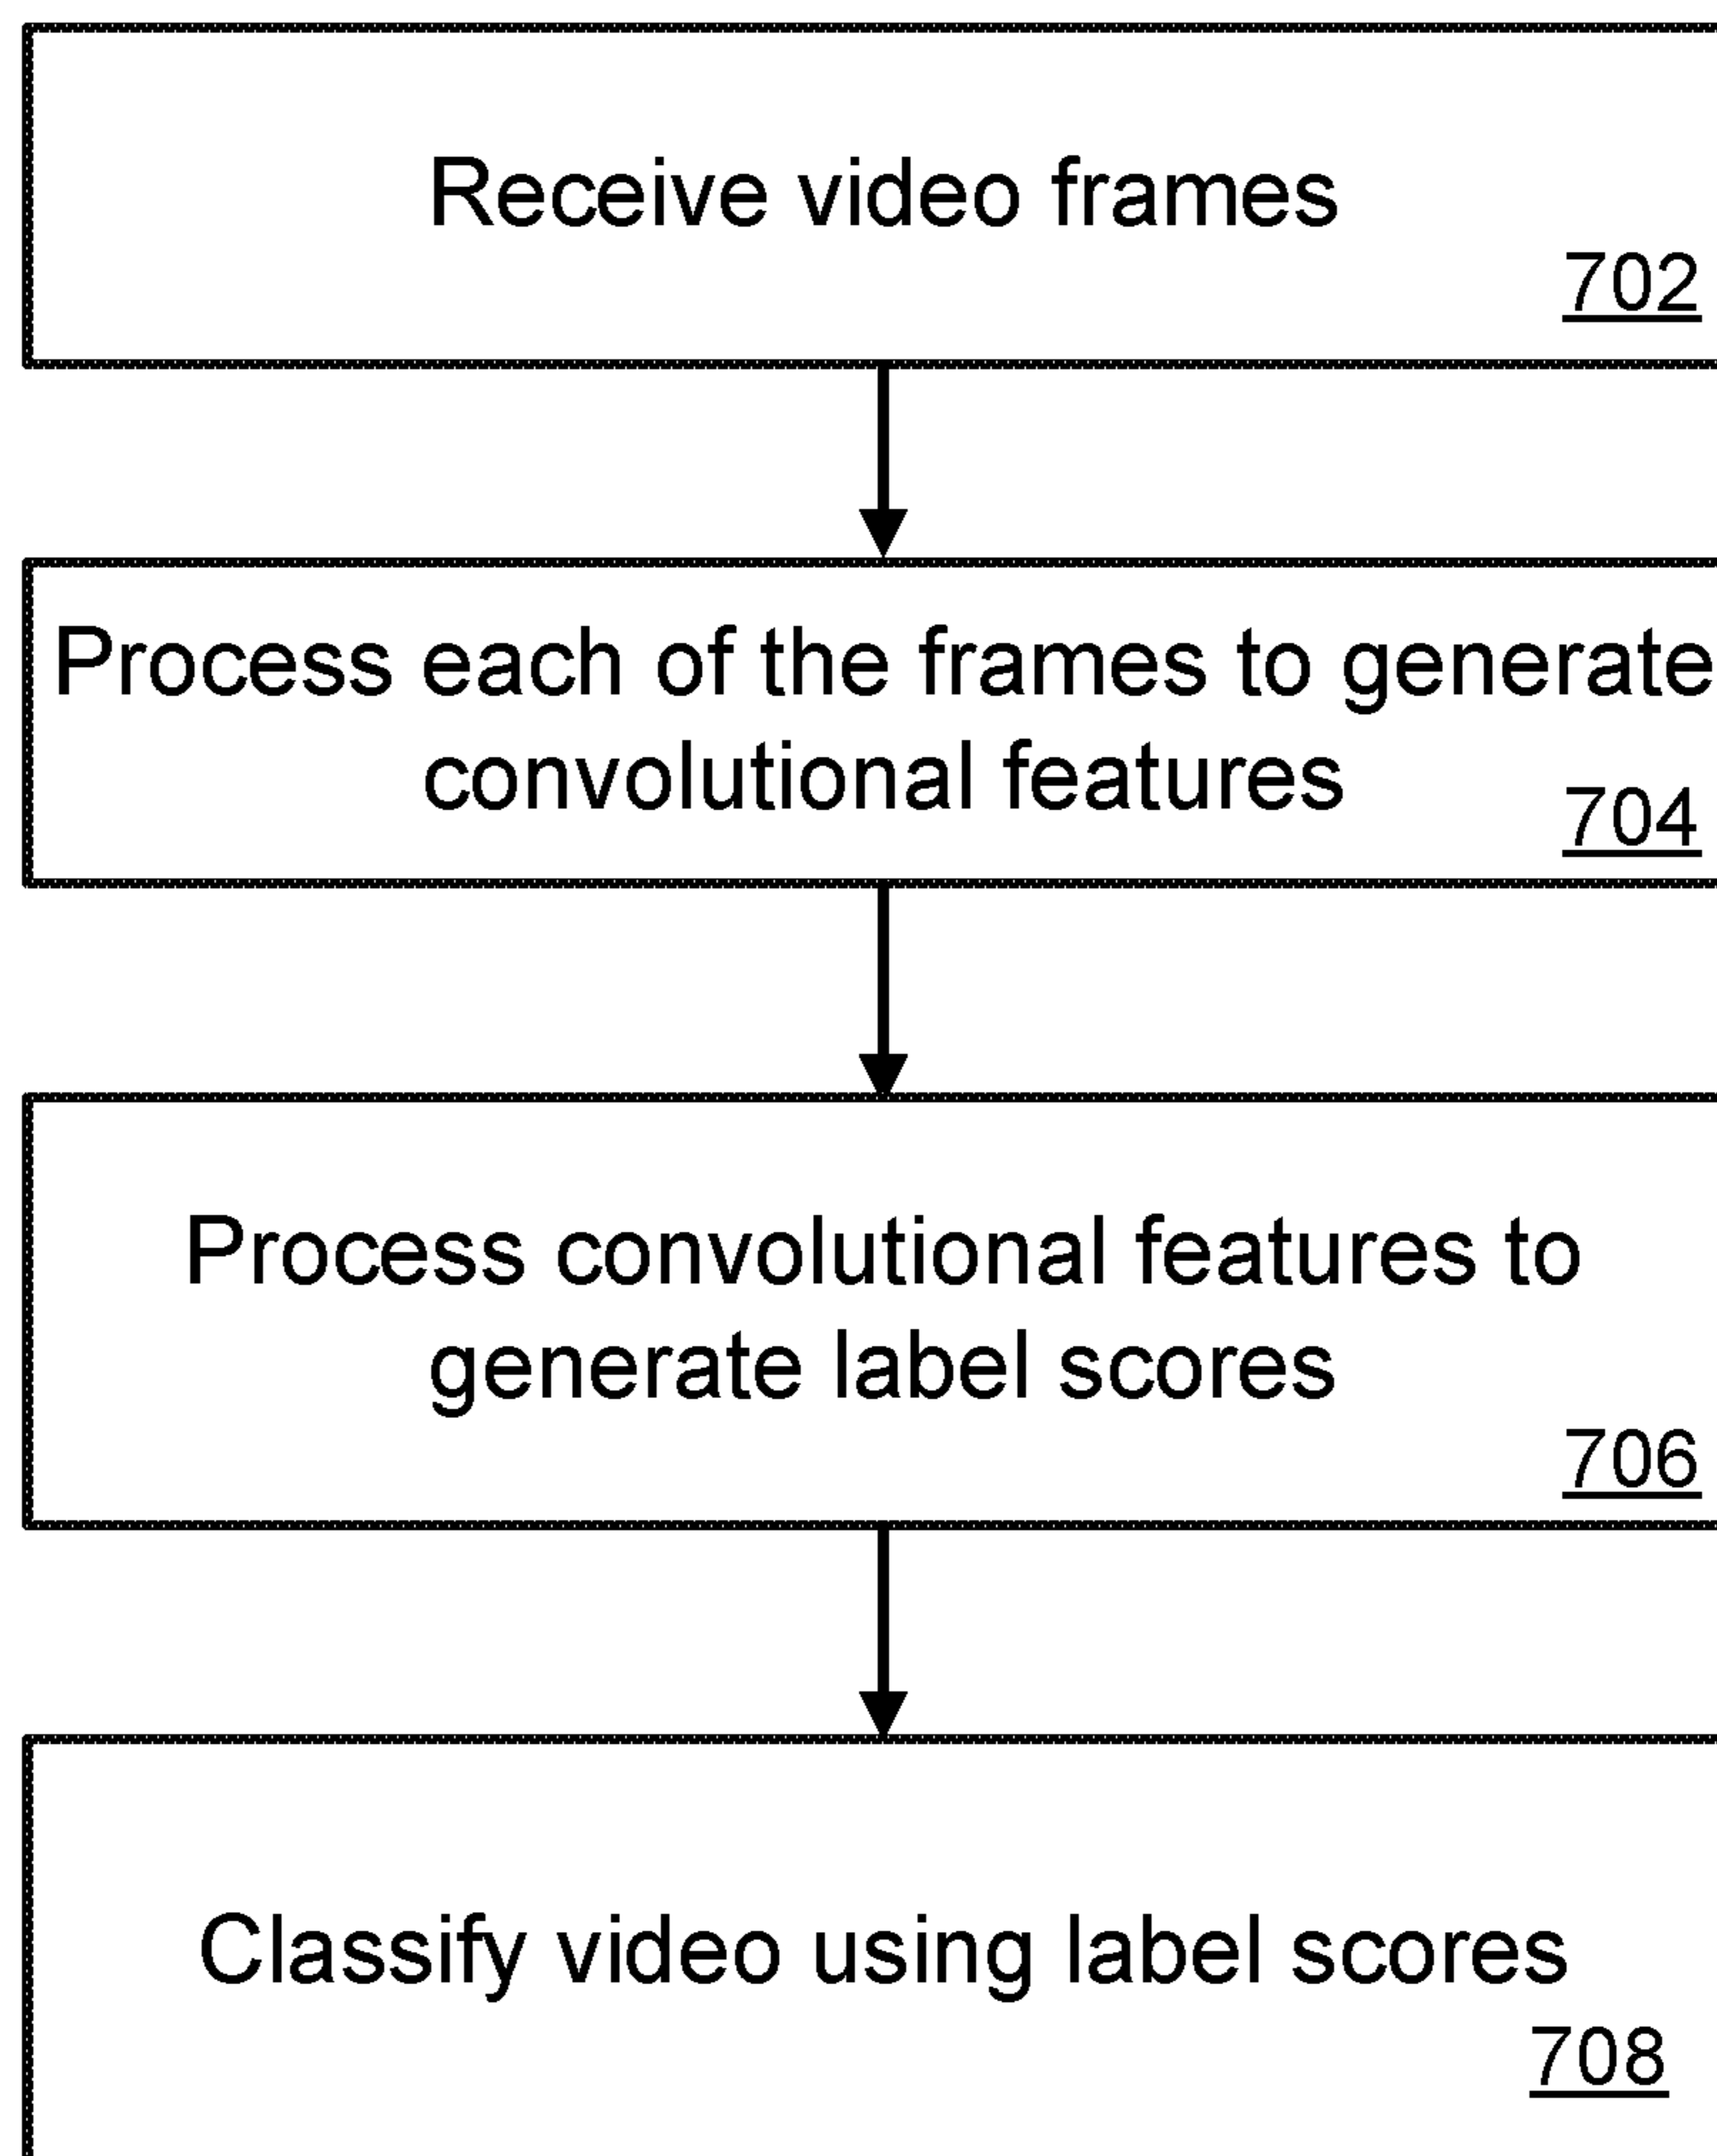 Receive video frames
702
Process each of the frames to generate
convolutional features
704
Process convolutional features to
generate label scores
706
Classify video using label scores
708